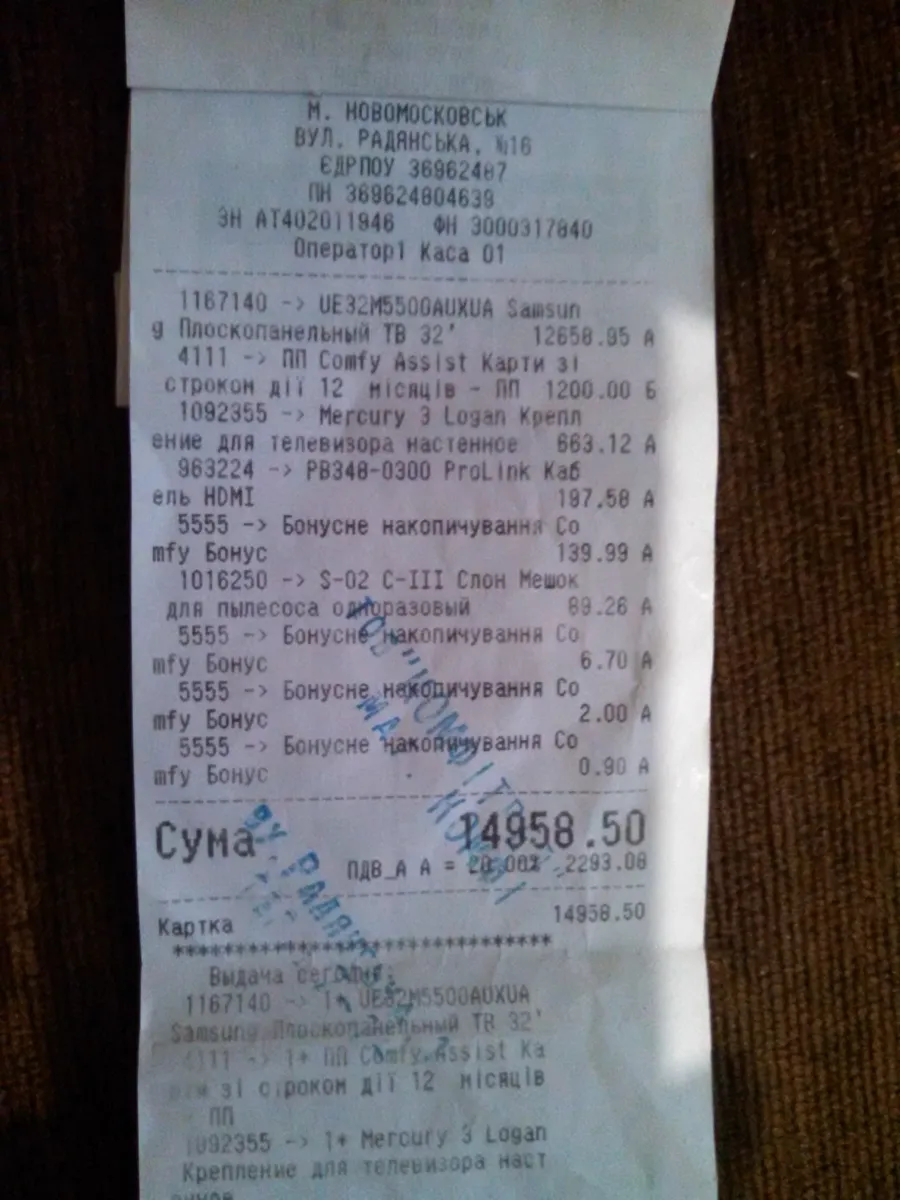 М. НОВОМОСКОВСЬК
ВУЛ. РАДЯНСЬКА, №16
ЄДРПОУ 36962487
ПН 369624804639
ЗН АТ402011946 ФН 3000317840
Оператор1 Каса 01
1167140 -> UE32M5500AUXUA Samsun
g Плоскопанельный ТВ 32' 12658.95 А
4111 -> ПП Comfy Assist Карти зі
строком дії 12 місяців - ПП 1200.00 Б
1092355 -> Mercury 3 Logan Крепл
ение для телевизора настенное 663.12 А
963224 -> PB348-0300 ProLink Каб
ель HDMI 197.58 А
5555 -> Бонусне накопичування Co
mfy Бонус 139.99 А
1016250 -> S-02 C-III Слон Мешок
для пылесоса одноразовый 89.26 А
5555 -> Бонусне накопичування Co
mfy Бонус 6.70 А
5555 -> Бонусне накопичування Co
mfy Бонус 2.00 А
5555 -> Бонусне накопичування Co
mfy Бонус 0.90 А
Сума 14958.50
ПДВ_А А = 20.00% 2293.08
Картка 14958.50
**********************************
Выдача сегодня:
1167140 -> 1* UE32M5500AUXUA
Samsung Плоскопанельный ТВ 32'
4111 -> 1* ПП Comfy Assist Ка
рти зі строком дії 12 місяців
- ПП
1092355 -> 1* Mercury 3 Logan
Крепление для телевизора наст